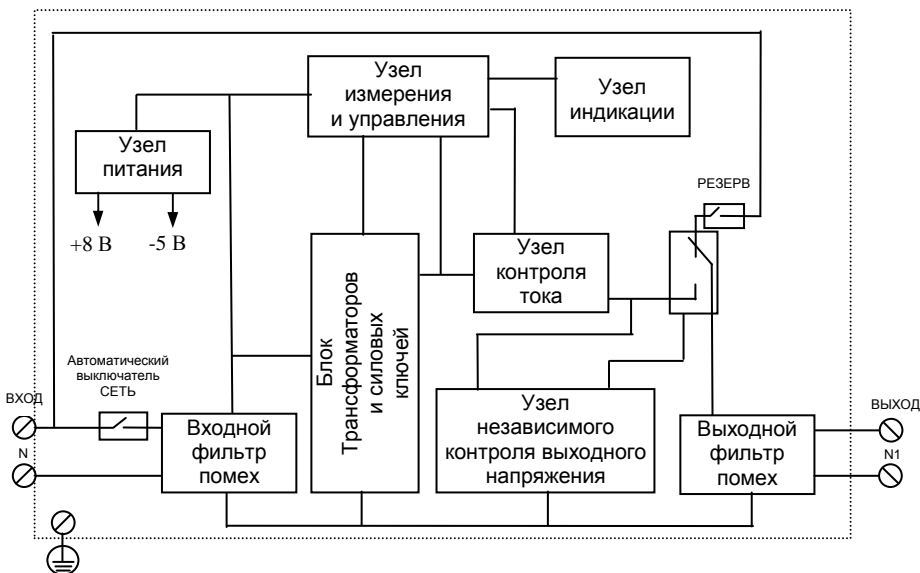 Узел
измерения
и управления
Узел
индикации
Узел
питания
+8 В
-5 В
РЕЗЕРВ
Узел
контроля
тока
Блок
Трансформаторов
и силовых
ключей
Автоматический
выключатель
СЕТЬ
ВХОД
N
Входной
фильтр
помех
Узел
независимого
контроля выходного
напряжения
Выходной
фильтр
помех
ВЫХОД
N1